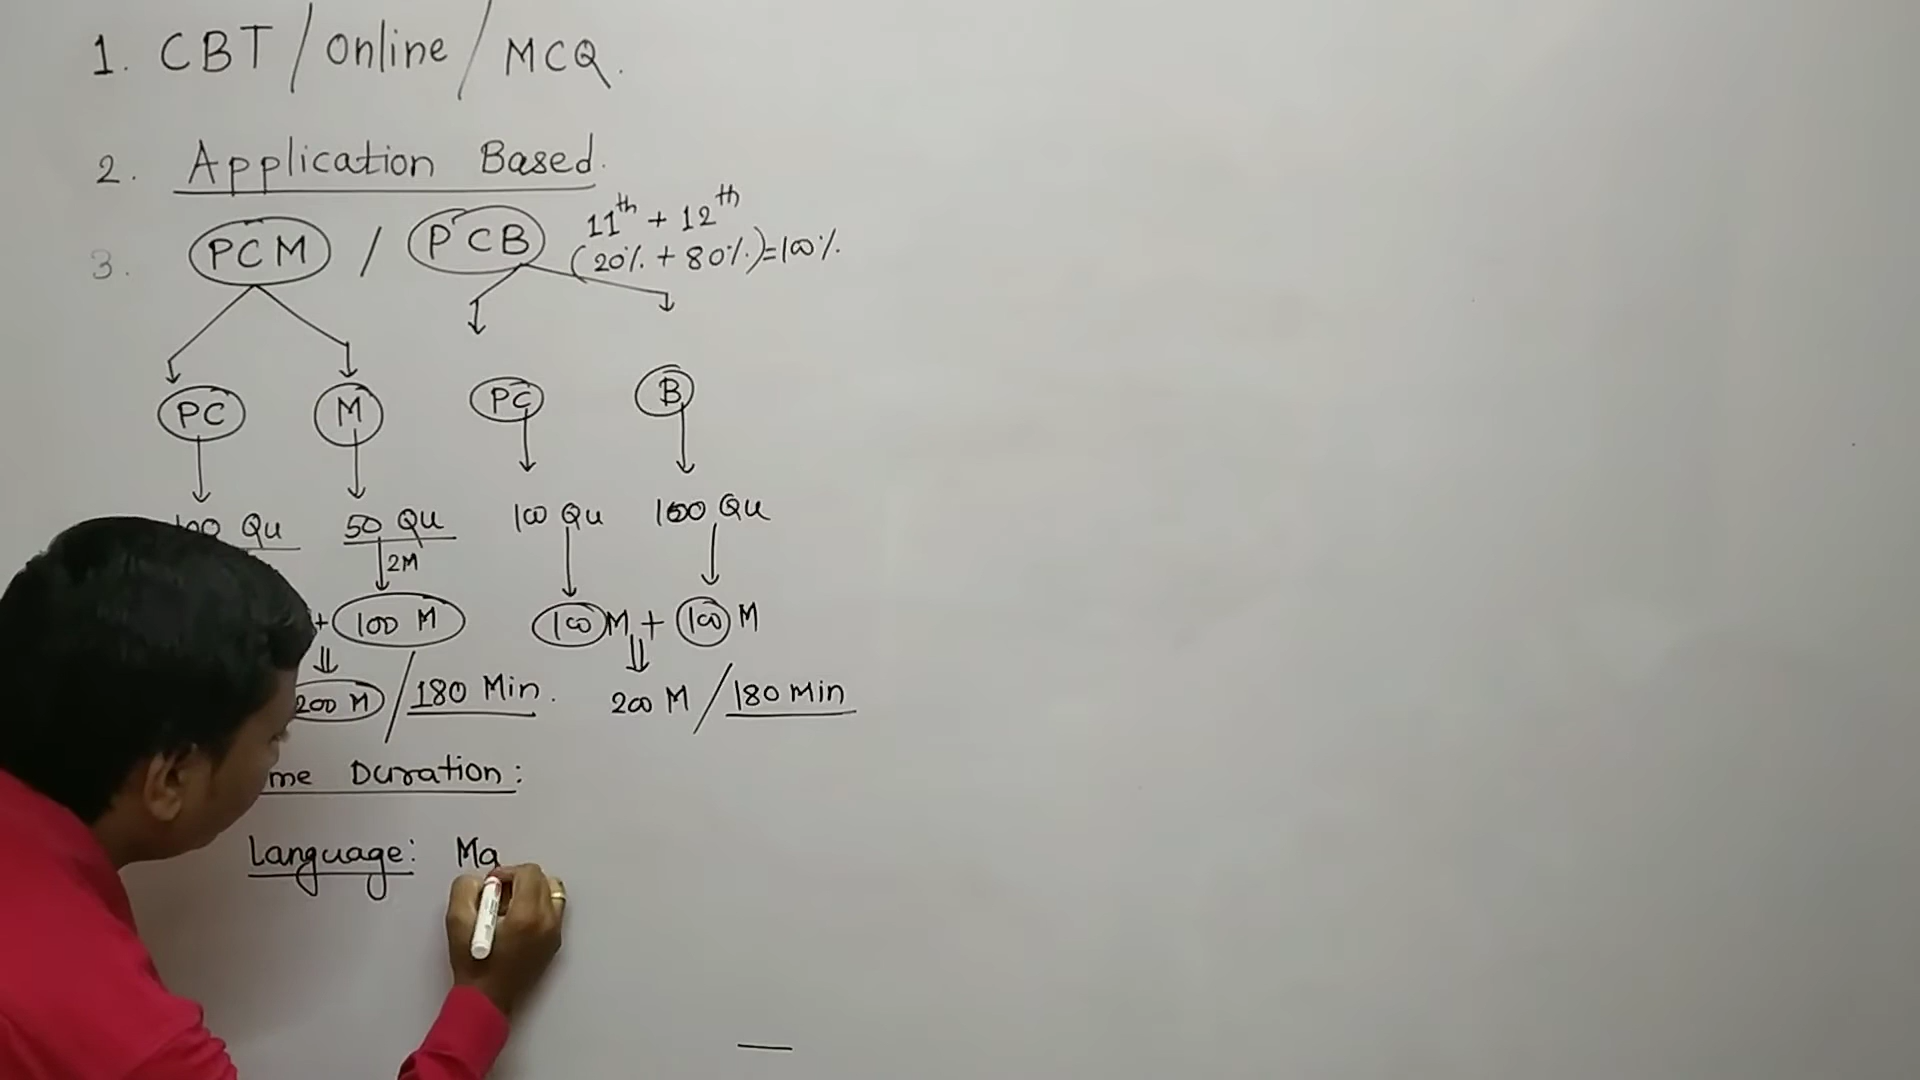 1. CBT / Online / MCQ.
2. Application Based.
3. PCM / PCB 11th + 12th
(20% + 80%)=100%
PC M PC B
100 Qu 50 Qu 100 Qu 100 Qu
2M
+ 100 M 100 M + 100 M
200 M / 180 Min. 200 M / 180 Min
me Duration:
Language: Ma